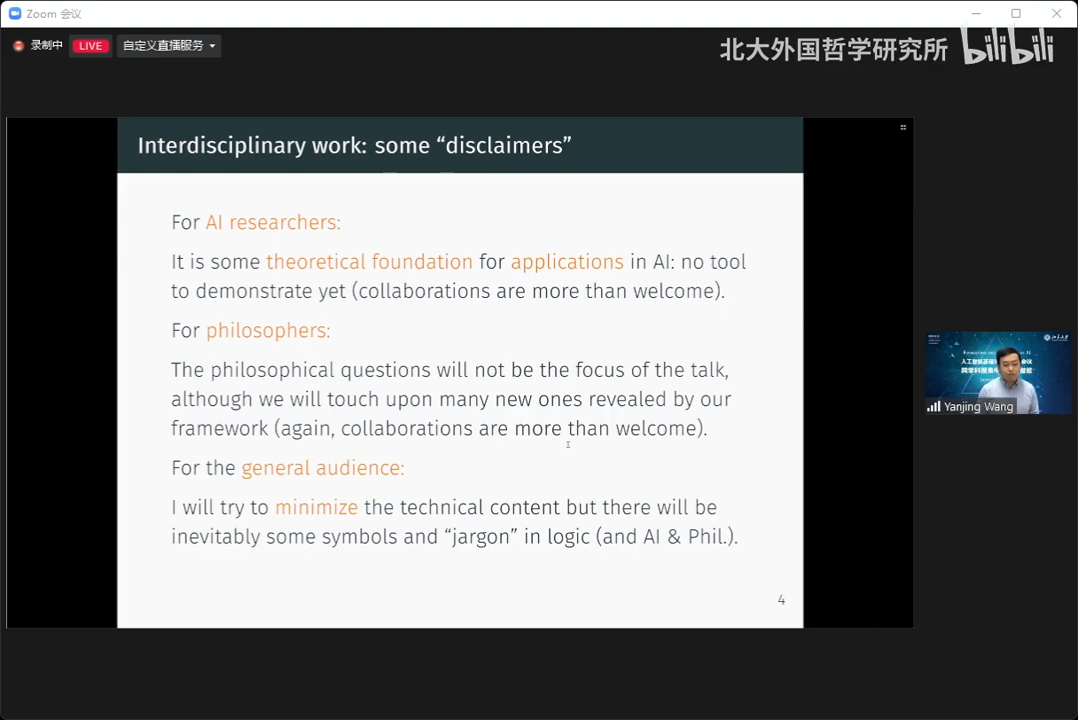 Zoom 会议
录制中 LIVE 自定义直播服务
北大外国哲学研究所 bilibili
Interdisciplinary work: some “disclaimers”
For AI researchers:
It is some theoretical foundation for applications in AI: no tool
to demonstrate yet (collaborations are more than welcome).
For philosophers:
The philosophical questions will not be the focus of the talk,
although we will touch upon many new ones revealed by our
framework (again, collaborations are more than welcome).
For the general audience:
I will try to minimize the technical content but there will be
inevitably some symbols and “jargon” in logic (and AI & Phil.).
4
Yanjing Wang